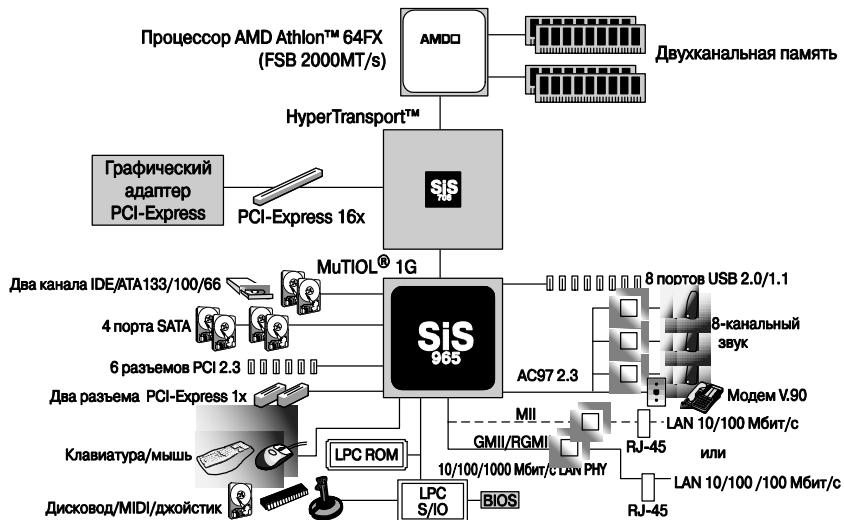 Процессор AMD Athlon™ 64FX
(FSB 2000MT/s)
AMD
Двухканальная память
HyperTransport™
Графический
адаптер
PCI-Express
PCI-Express 16x
SiS
MuTIOL® 1G
Два канала IDE/ATA133/100/66
8 портов USB 2.0/1.1
4 порта SATA
SiS
965
8-канальный
звук
6 разъемов PCI 2.3
AC97 2.3
Два разъема PCI-Express 1x
Модем V.90
MII
LAN 10/100 Мбит/с
GMII/RGMII
RJ-45
или
Клавиатура/мышь
LPC ROM
10/100/1000 Мбит/с LAN PHY
LAN 10/100 /100 Мбит/с
Дисковод/MIDI/джойстик
LPC
S/IO
BIOS
RJ-45